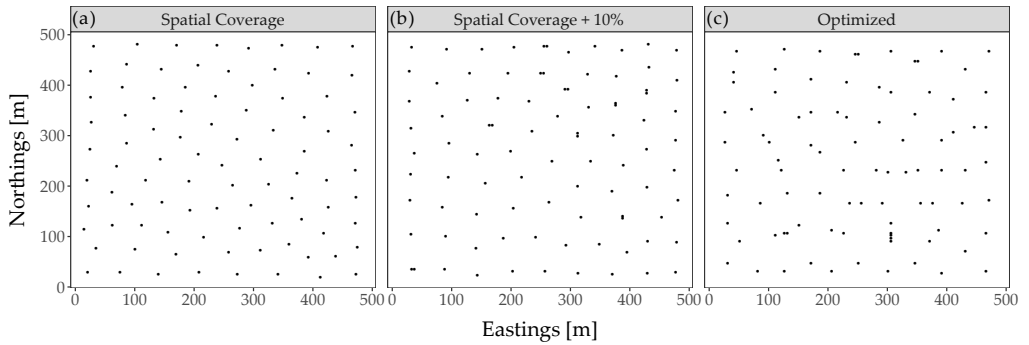 (a) Spatial Coverage
(b) Spatial Coverage + 10%
(c) Optimized
Northings [m]
500
400
300
200
100
0
0 100 200 300 400 500
0 100 200 300 400 500
0 100 200 300 400 500
Eastings [m]